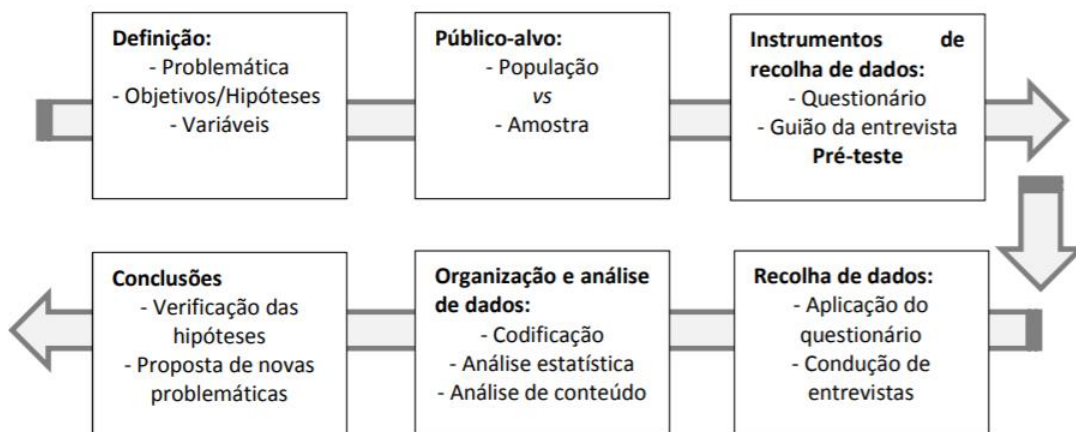 Definição:
- Problemática
- Objetivos/Hipóteses
- Variáveis
Público-alvo:
- População
vs
- Amostra
Instrumentos de
recolha de dados:
- Questionário
- Guião da entrevista
Pré-teste
Recolha de dados:
- Aplicação do
questionário
- Condução de
entrevistas
Organização e análise
de dados:
- Codificação
- Análise estatística
- Análise de conteúdo
Conclusões
- Verificação das
hipóteses
- Proposta de novas
problemáticas